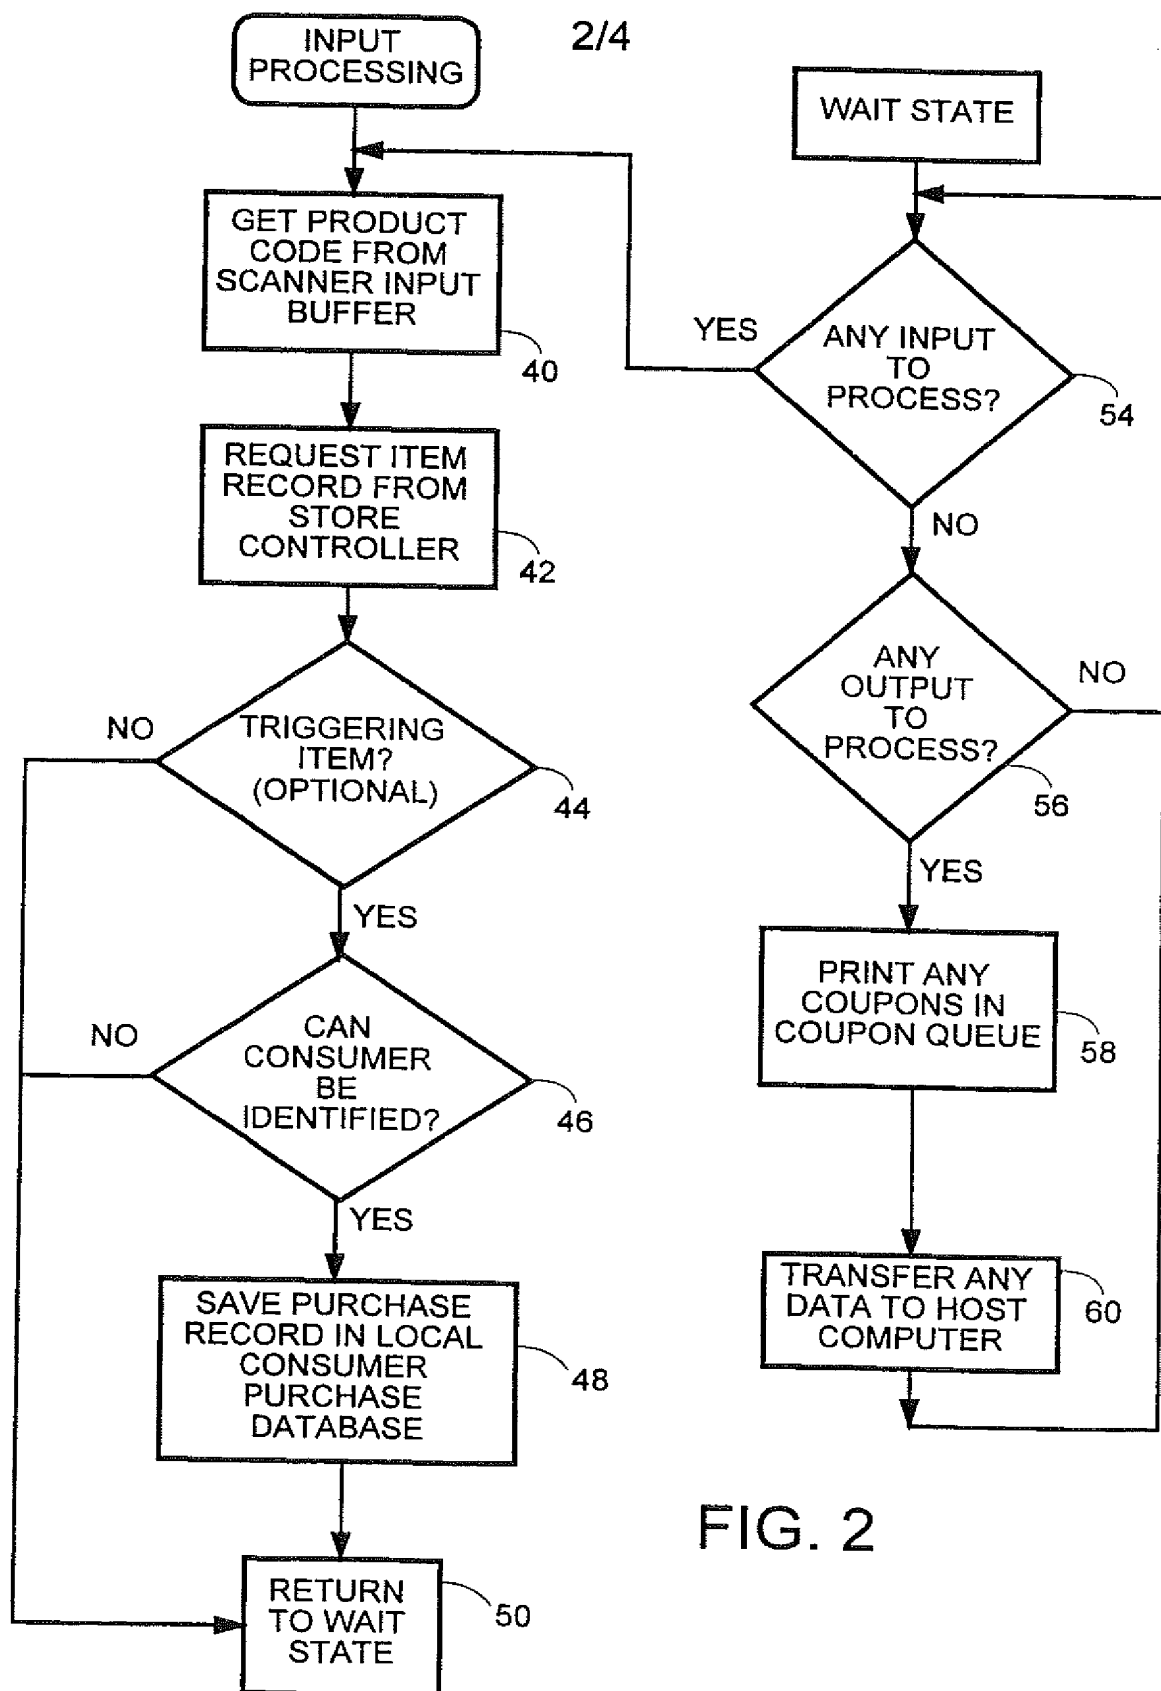 2/4
INPUT
PROCESSING
GET PRODUCT
CODE FROM
SCANNER INPUT
BUFFER
40
REQUEST ITEM
RECORD FROM
STORE
CONTROLLER
42
NO
TRIGGERING
ITEM?
(OPTIONAL)
44
YES
NO
CAN
CONSUMER
BE
IDENTIFIED?
46
YES
SAVE PURCHASE
RECORD IN LOCAL
CONSUMER
PURCHASE
DATABASE
48
RETURN
TO WAIT
STATE
50
WAIT STATE
YES
ANY INPUT
TO
PROCESS?
54
NO
ANY
OUTPUT
TO
PROCESS?
NO
56
YES
PRINT ANY
COUPONS IN
COUPON QUEUE
58
TRANSFER ANY
DATA TO HOST
COMPUTER
60
FIG. 2